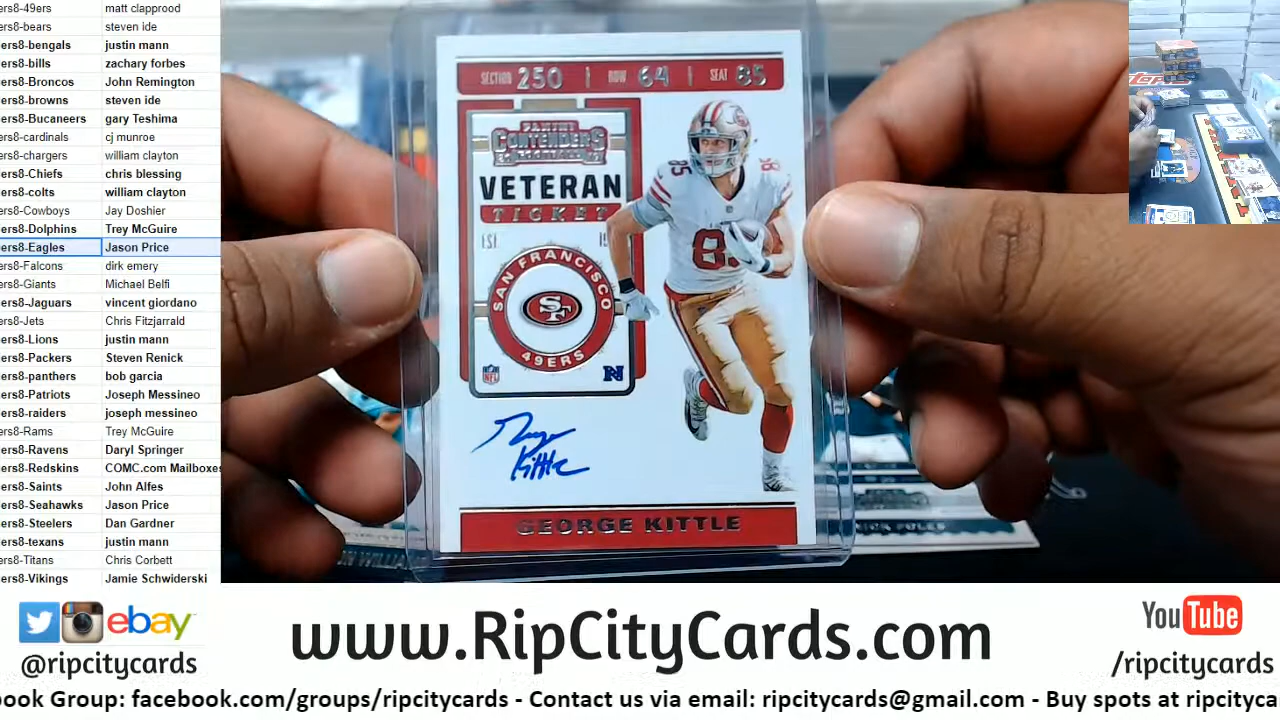 ers8-49ers matt clapprood
ers8-bears steven ide
ers8-bengals justin mann
ers8-bills zachary forbes
ers8-Broncos John Remington
ers8-browns steven ide
ers8-Bucaneers gary Teshima
ers8-cardinals cj munroe
ers8-chargers william clayton
ers8-Chiefs chris blessing
ers8-colts william clayton
ers8-Cowboys Jay Doshier
ers8-Dolphins Trey McGuire
ers8-Eagles Jason Price
ers8-Falcons dirk emery
ers8-Giants Michael Belfi
ers8-Jaguars vincent giordano
ers8-Jets Chris Fitzjarrald
ers8-Lions justin mann
ers8-Packers Steven Renick
ers8-panthers bob garcia
ers8-Patriots Joseph Messineo
ers8-raiders joseph messineo
ers8-Rams Trey McGuire
ers8-Ravens Daryl Springer
ers8-Redskins COMC.com Mailboxes
ers8-Saints John Alfes
ers8-Seahawks Jason Price
ers8-Steelers Dan Gardner
ers8-texans justin mann
ers8-Titans Chris Corbett
ers8-Vikings Jamie Schwiderski
SECTION 250 | ROW 64 | SEAT 85
PANINI
CONTENDERS
VETERAN
TICKET
EST.
SAN FRANCISCO
SF
49ERS
NFL
N
85
George
Kittle
GEORGE KITTLE
NICK FOLES
Topps
ebay
@ripcitycards
www.RipCityCards.com
YouTube
/ripcitycards
ook Group: facebook.com/groups/ripcitycards - Contact us via email: ripcitycards@gmail.com - Buy spots at ripcityca